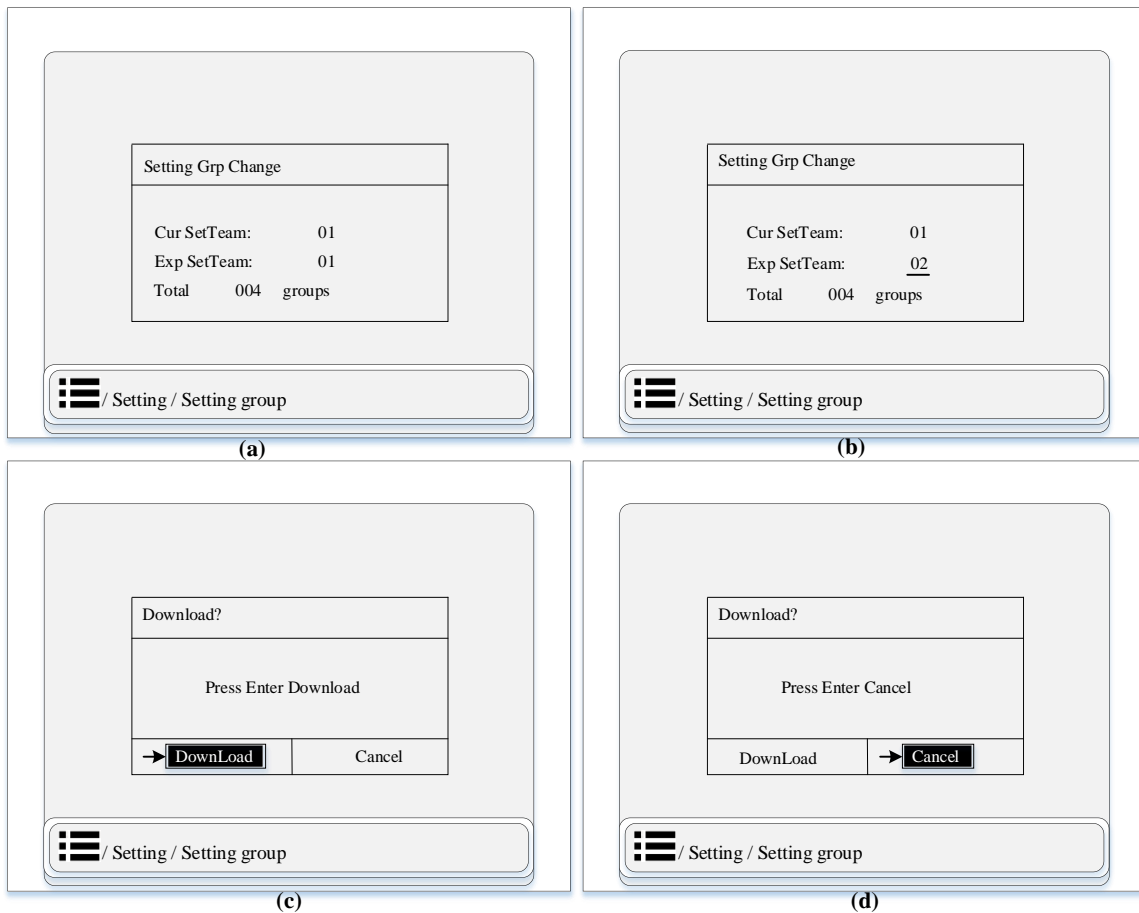 Setting Grp Change
Cur SetTeam: 01
Exp SetTeam: 01
Total 004 groups
/ Setting / Setting group
(a)
Setting Grp Change
Cur SetTeam: 01
Exp SetTeam: 02
Total 004 groups
/ Setting / Setting group
(b)
Download?
Press Enter Download
DownLoad Cancel
/ Setting / Setting group
(c)
Download?
Press Enter Cancel
DownLoad Cancel
/ Setting / Setting group
(d)